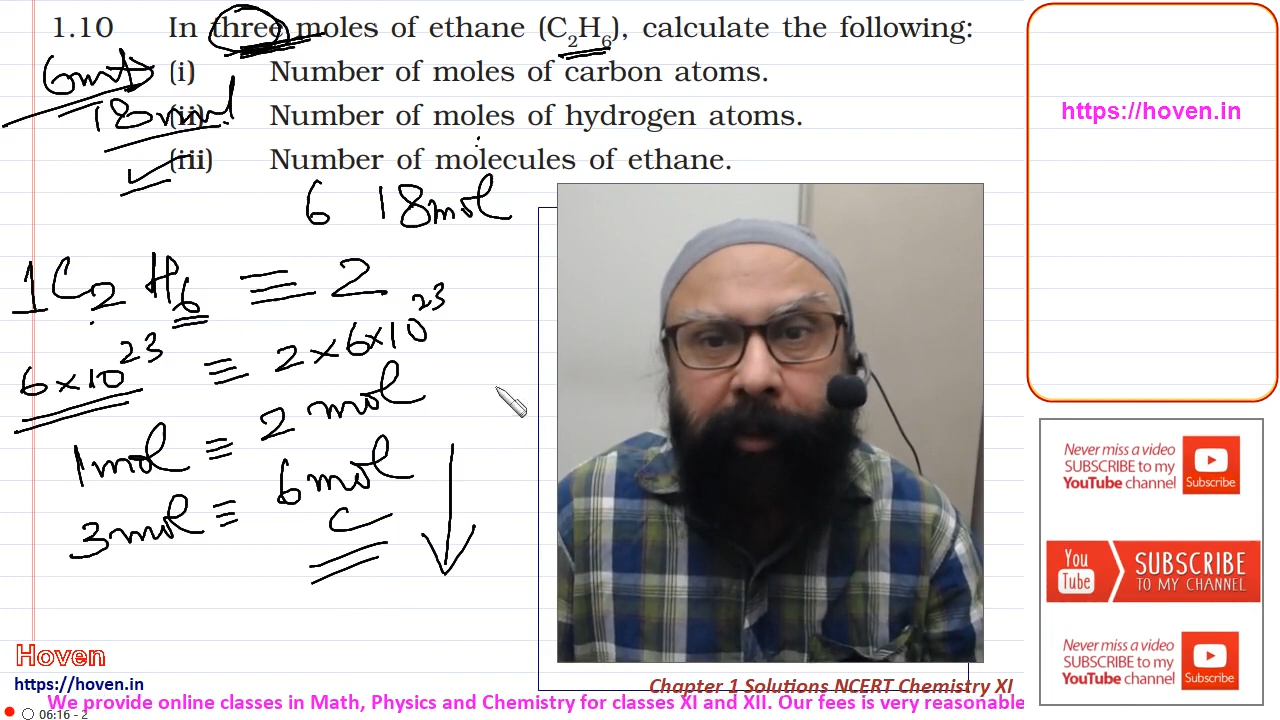 1.10 In three moles of ethane (C2H6), calculate the following:
6mol (i) Number of moles of carbon atoms.
18mol (ii) Number of moles of hydrogen atoms.
(iii) Number of molecules of ethane.
6 18mol
1C2H6 ≡ 2
6×10^23 ≡ 2×6×10^23
1mol ≡ 2 mol
3mol ≡ 6mol
C
Hoven
https://hoven.in
Chapter 1 Solutions NCERT Chemistry XI
We provide online classes in Math, Physics and Chemistry for classes XI and XII. Our fees is very reasonable
06:16 - 2
https://hoven.in
Never miss a video
SUBSCRIBE to my
YouTube channel
Subscribe
You
Tube
SUBSCRIBE
TO MY CHANNEL
Never miss a video
SUBSCRIBE to my
YouTube channel
Subscribe